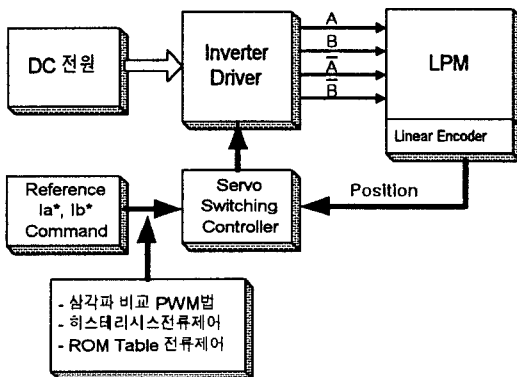 DC 전원
Inverter
Driver
A
B
A̅
B̅
LPM
Linear Encoder
Reference
Ia*, Ib*
Command
Servo
Switching
Controller
Position
- 삼각파 비교 PWM법
- 히스테리시스전류제어
- ROM Table 전류제어